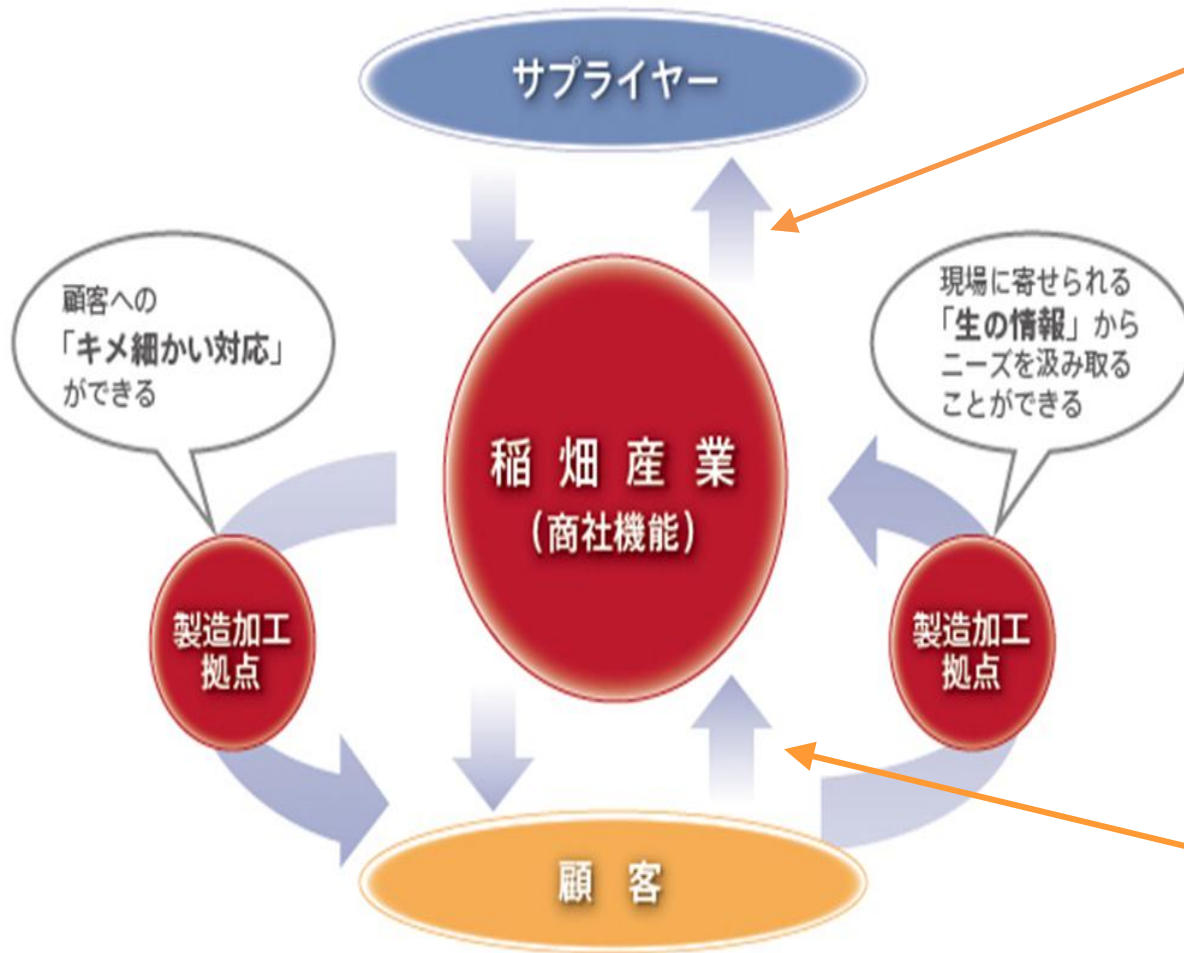 サプライヤー
顧客への
「キメ細かい対応」
ができる
現場に寄せられる
「生の情報」から
ニーズを汲み取る
ことができる
稲畑産業
（商社機能）
製造加工
拠点
製造加工
拠点
顧客